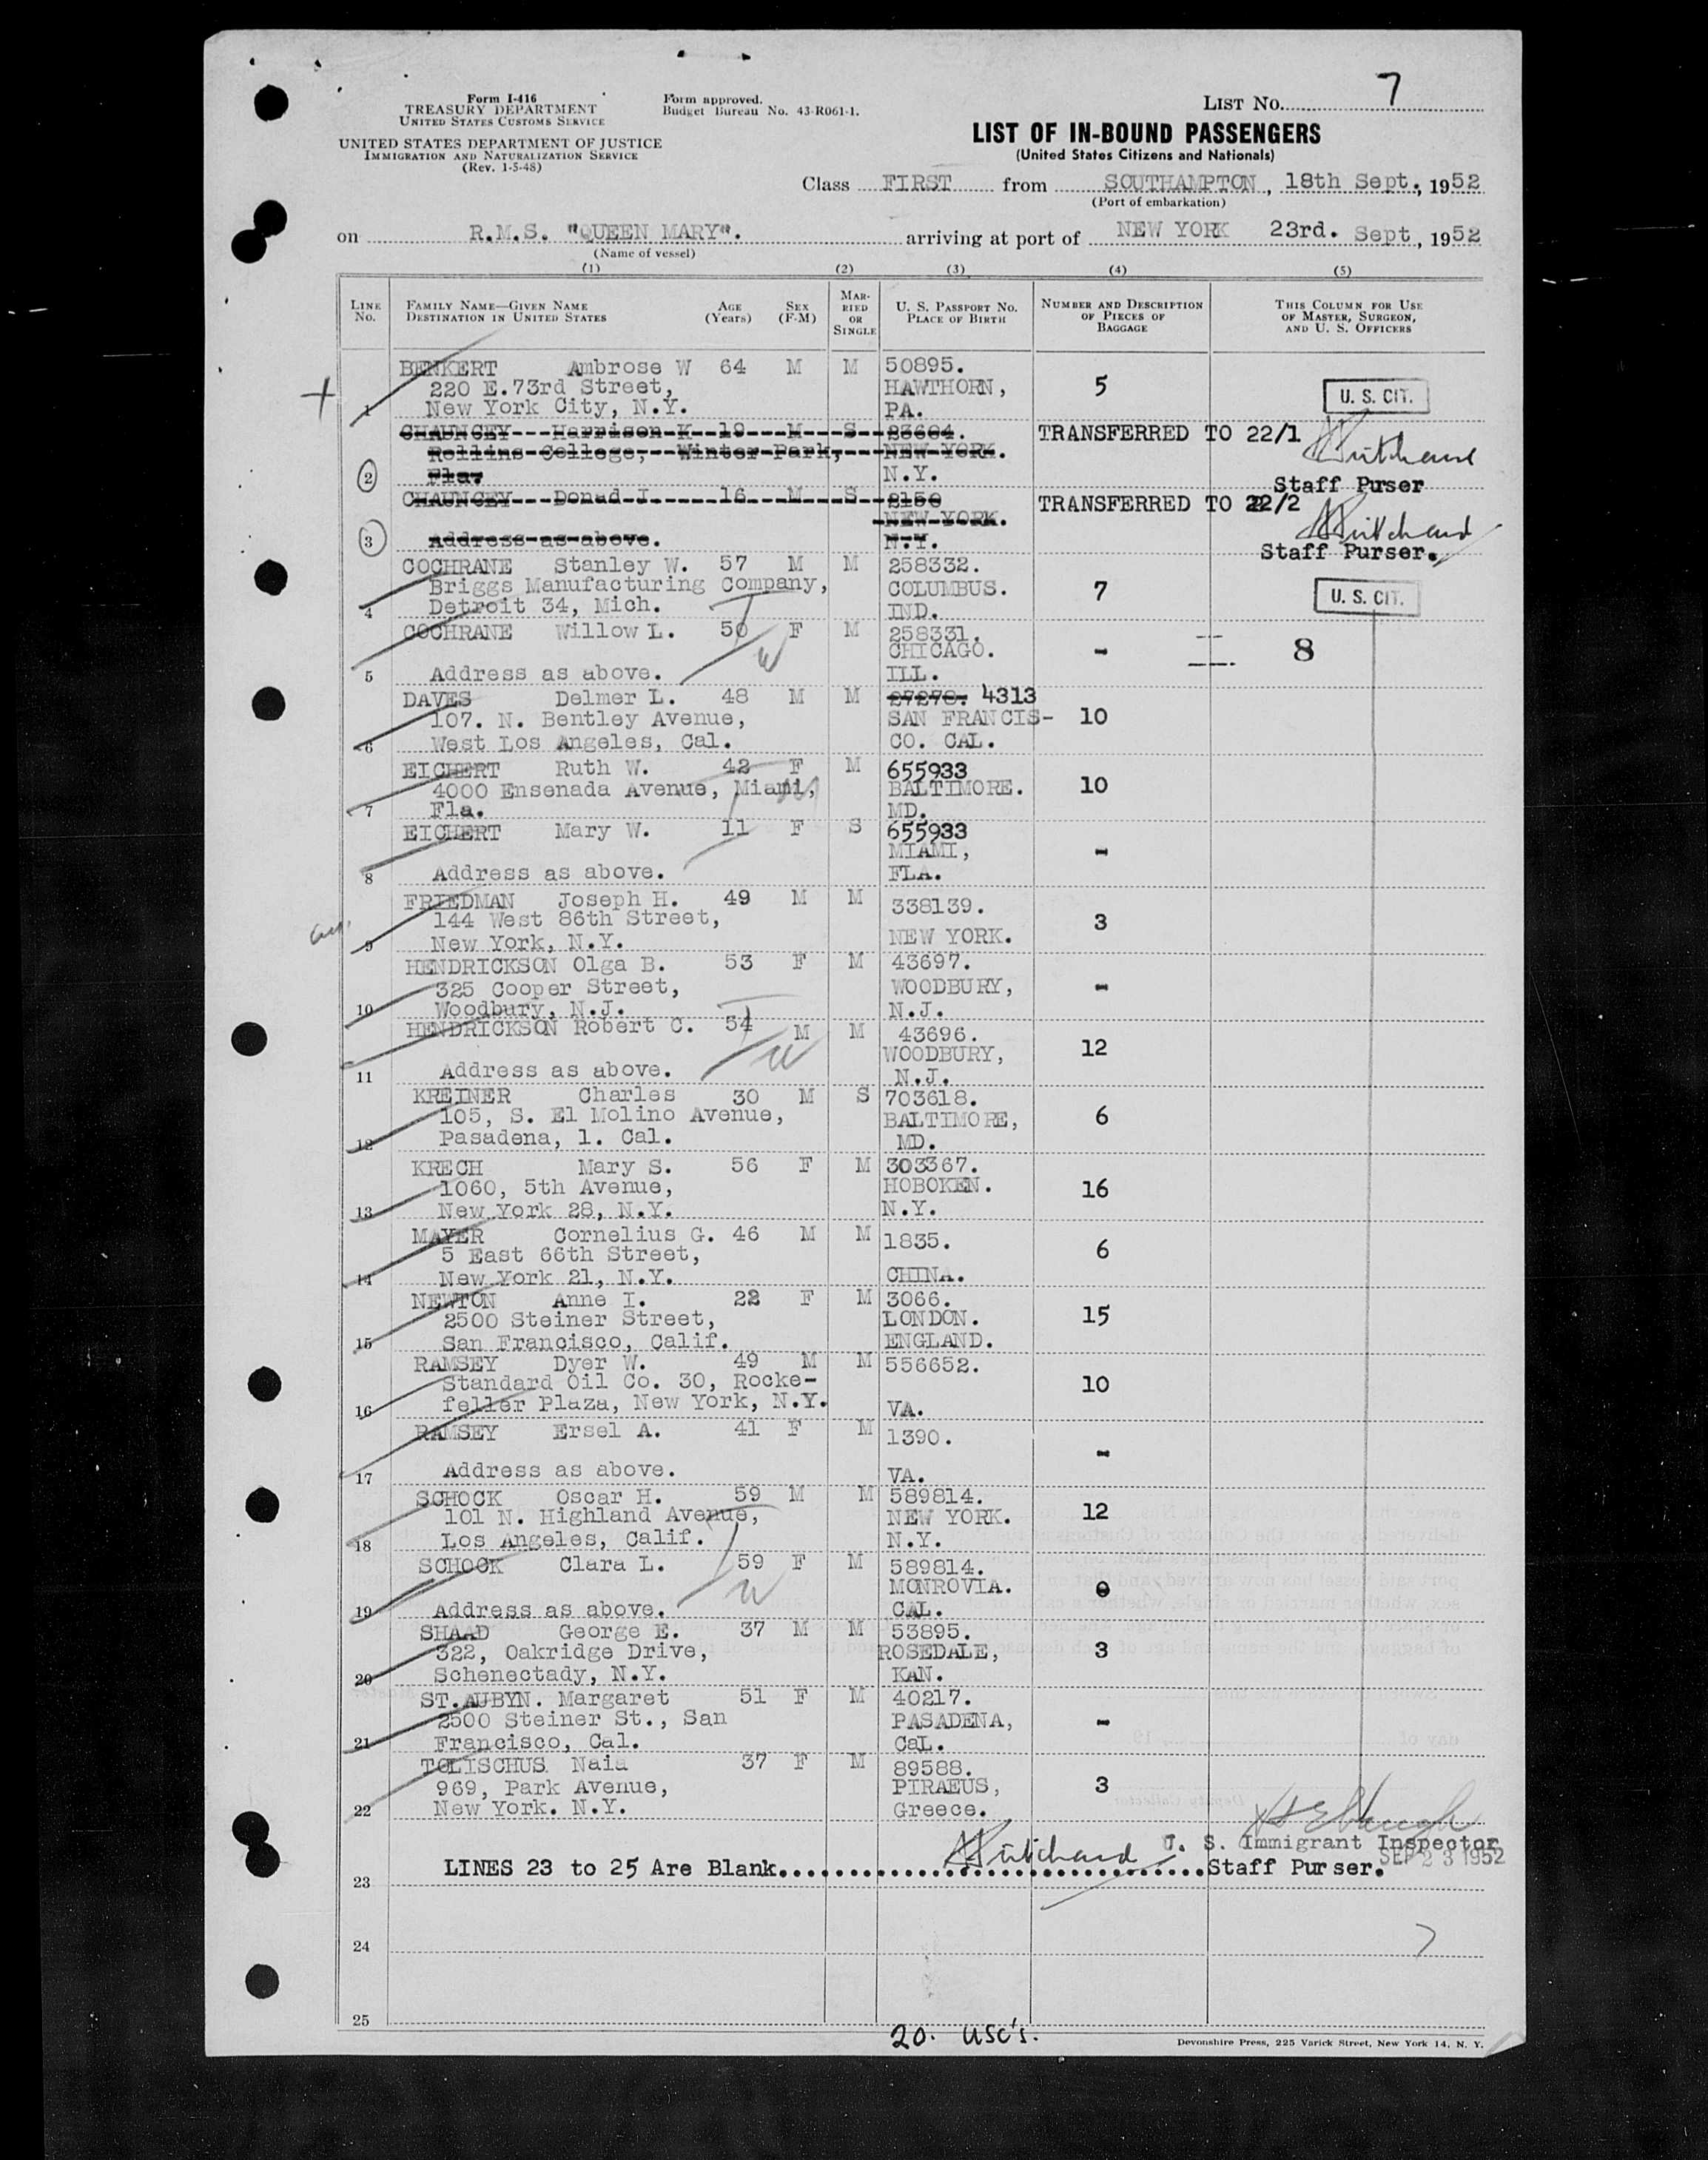 Form I-416
TREASURY DEPARTMENT
UNITED STATES CUSTOMS SERVICE
UNITED STATES DEPARTMENT OF JUSTICE
IMMIGRATION AND NATURALIZATION SERVICE
(Rev. 1-5-48)
Form approved.
Budget Bureau No. 43-R061-1.
LIST No. 7
LIST OF IN-BOUND PASSENGERS
(United States Citizens and Nationals)
Class FIRST from SOUTHAMPTON, 18th Sept., 1952
(Port of embarkation)
on R.M.S. "QUEEN MARY". arriving at port of NEW YORK 23rd. Sept, 1952
(Name of vessel)
(1) (2) (3) (4) (5)
LINE No. FAMILY NAME—GIVEN NAME DESTINATION IN UNITED STATES AGE (Years) SEX (F-M) MARRIED OR SINGLE U. S. PASSPORT No. PLACE OF BIRTH NUMBER AND DESCRIPTION OF PIECES OF BAGGAGE THIS COLUMN FOR USE OF MASTER, SURGEON, AND U. S. OFFICERS
BENKERT Ambrose W 64 M M 50895.
220 E.73rd Street, HAWTHORN, 5 U. S. CIT.
1 New York City, N.Y. PA.
CHAUNCEY Harrison K 19 M S 23604. TRANSFERRED TO 22/1
Rollins College, Winter Park, NEW YORK. Pritchard
2 Fla. N.Y. Staff Purser
CHAUNCEY Donad J. 16 M S 2150 TRANSFERRED TO 22/2
NEW YORK. Pritchard
3 Address as above. N.Y. Staff Purser.
COCHRANE Stanley W. 57 M M 258332.
Briggs Manufacturing Company, COLUMBUS. 7 U. S. CIT.
4 Detroit 34, Mich. IND.
COCHRANE Willow L. 50 F M 258331.
CHICAGO. - 8
5 Address as above. ILL.
DAVES Delmer L. 48 M M 27278. 4313
107. N. Bentley Avenue, SAN FRANCIS- 10
6 West Los Angeles, Cal. CO. CAL.
EICHERT Ruth W. 42 F M 655933
4000 Ensenada Avenue, Miami, BALTIMORE. 10
7 Fla. MD.
EICHERT Mary W. 11 F S 655933
MIAMI, -
8 Address as above. FLA.
FRIEDMAN Joseph H. 49 M M 338139.
144 West 86th Street, 3
9 New York, N.Y. NEW YORK.
HENDRICKSON Olga B. 53 F M 43697.
325 Cooper Street, WOODBURY, -
10 Woodbury, N.J. N.J.
HENDRICKSON Robert C. 54 M M 43696.
WOODBURY, 12
11 Address as above. N.J.
KREINER Charles 30 M S 703618.
105, S. El Molino Avenue, BALTIMORE, 6
12 Pasadena, 1. Cal. MD.
KRECH Mary S. 56 F M 303367.
1060, 5th Avenue, HOBOKEN. 16
13 New York 28, N.Y. N.Y.
MAYER Cornelius G. 46 M M 1835.
5 East 66th Street, 6
14 New York 21, N.Y. CHINA.
NEWTON Anne I. 22 F M 3066.
2500 Steiner Street, LONDON. 15
15 San Francisco, Calif. ENGLAND.
RAMSEY Dyer W. 49 M M 556652.
Standard Oil Co. 30, Rocke- 10
16 feller Plaza, New York, N.Y. VA.
RAMSEY Ersel A. 41 F M 1390.
-
17 Address as above. VA.
SCHOCK Oscar H. 59 M M 589814.
101 N. Highland Avenue, NEW YORK. 12
18 Los Angeles, Calif. N.Y.
SCHOCK Clara L. 59 F M 589814.
MONROVIA. 0
19 Address as above. CAL.
SHAAD George E. 37 M M 53895.
322, Oakridge Drive, ROSEDALE, 3
20 Schenectady, N.Y. KAN.
ST.AUBYN. Margaret 51 F M 40217.
2500 Steiner St., San PASADENA, -
21 Francisco, Cal. CaL.
TOLISCHUS Naia 37 F M 89588.
969, Park Avenue, PIRAEUS, 3
22 New York. N.Y. Greece.
Pritchard U. S. Immigrant Inspector
LINES 23 to 25 Are Blank. Staff Purser. SEP 23 1952
23
24 7
25
20. USC's.
Devonshire Press, 225 Varick Street, New York 14, N. Y.